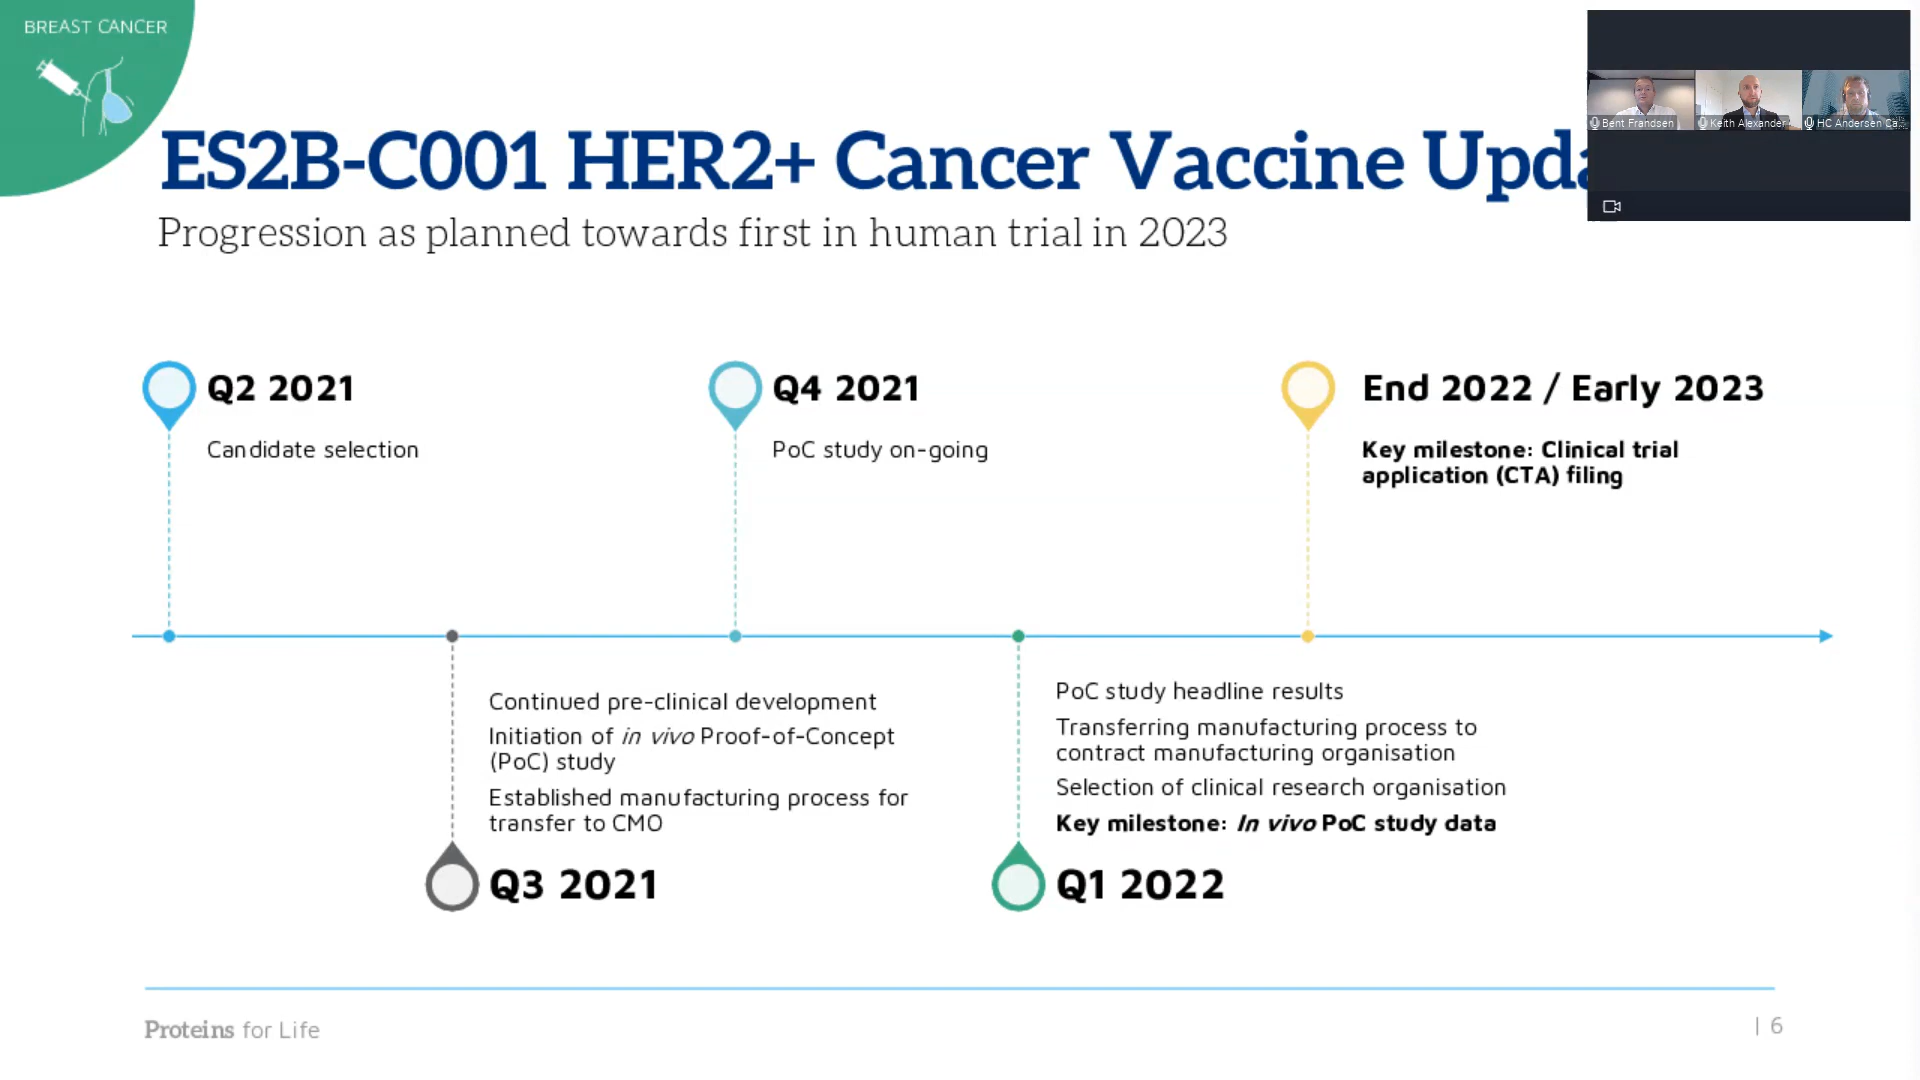 BREAST CANCER
Bent Frandsen
Keith Alexander
HC Andersen Ca...
ES2B-C001 HER2+ Cancer Vaccine Upda
Progression as planned towards first in human trial in 2023
Q2 2021
Candidate selection
Q4 2021
PoC study on-going
End 2022 / Early 2023
Key milestone: Clinical trial
application (CTA) filing
Continued pre-clinical development
Initiation of in vivo Proof-of-Concept
(PoC) study
Established manufacturing process for
transfer to CMO
Q3 2021
PoC study headline results
Transferring manufacturing process to
contract manufacturing organisation
Selection of clinical research organisation
Key milestone: In vivo PoC study data
Q1 2022
Proteins for Life
| 6